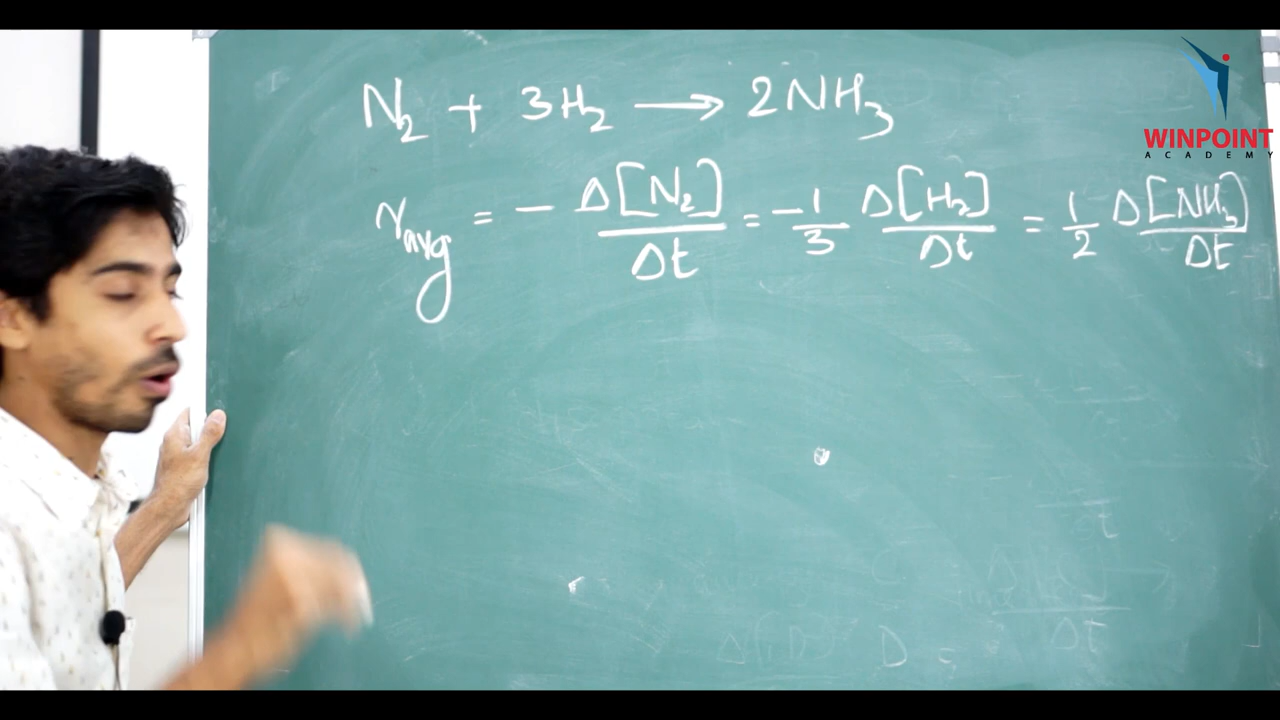 N₂ + 3H₂ → 2NH₃
r_avg = - Δ[N₂]/Δt = -1/3 Δ[H₂]/Δt = 1/2 Δ[NH₃]/Δt
WINPOINT
ACADEMY